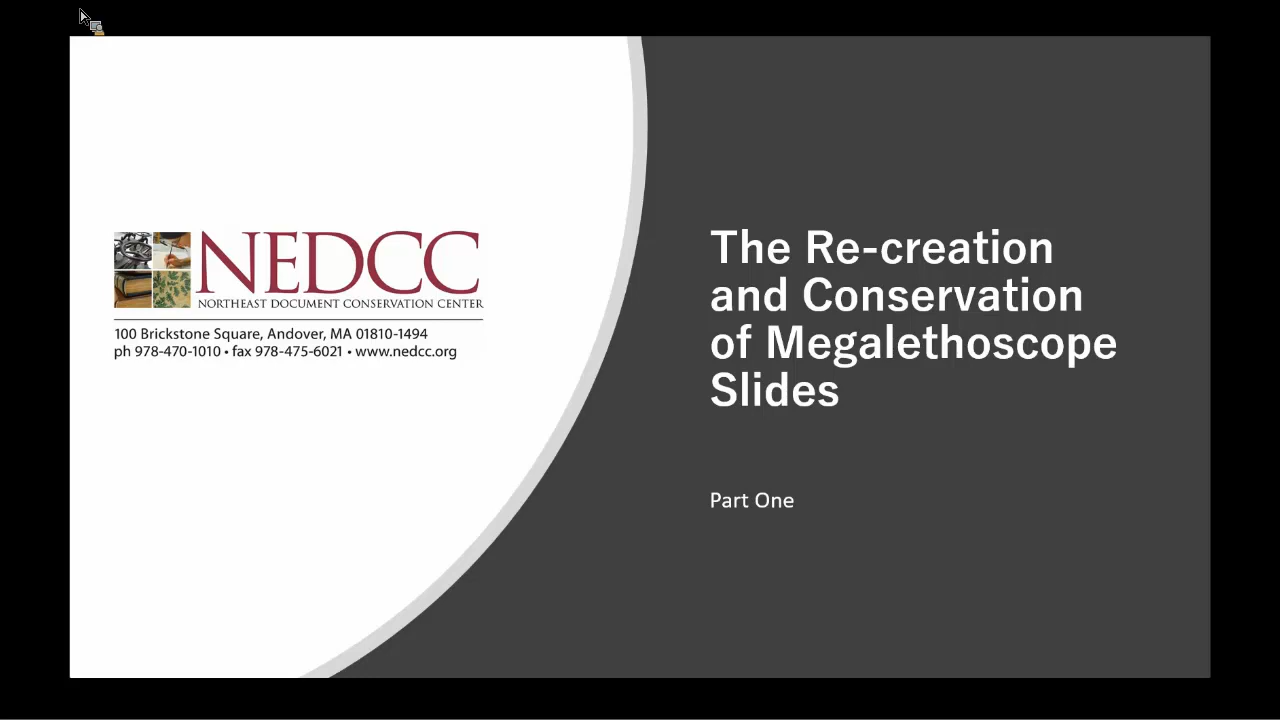 NEDCC
NORTHEAST DOCUMENT CONSERVATION CENTER
100 Brickstone Square, Andover, MA 01810-1494
ph 978-470-1010 • fax 978-475-6021 • www.nedcc.org
The Re-creation
and Conservation
of Megalethoscope
Slides
Part One